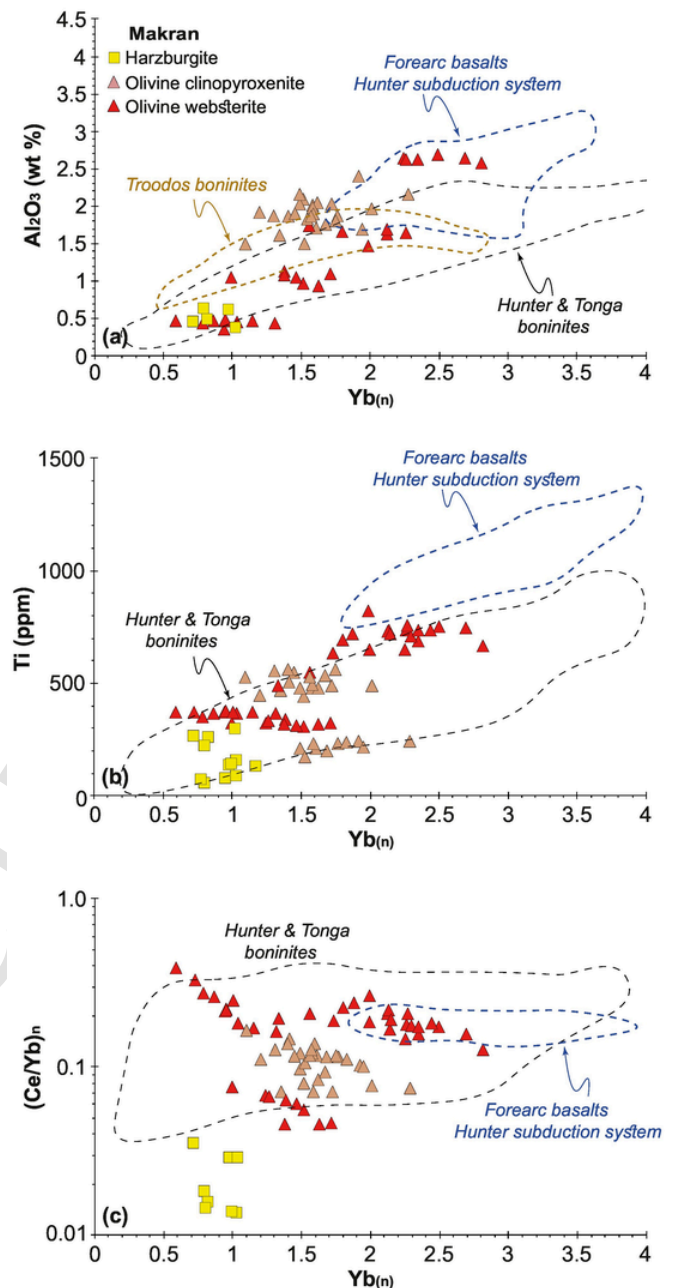 Makran
Harzburgite
Olivine clinopyroxenite
Olivine websterite
Forearc basalts
Hunter subduction system
Troodos boninites
Hunter & Tonga
boninites
Al₂O₃ (wt %)
4.5
4
3.5
3
2.5
2
1.5
1
0.5
0
(a)
0 0.5 1 1.5 2 2.5 3 3.5 4
Yb(n)
Forearc basalts
Hunter subduction system
Hunter & Tonga
boninites
Ti (ppm)
1500
1000
500
0
(b)
0 0.5 1 1.5 2 2.5 3 3.5 4
Yb(n)
Hunter & Tonga
boninites
Forearc basalts
Hunter subduction system
(Ce/Yb)n
1.0
0.1
0.01
(c)
0 0.5 1 1.5 2 2.5 3 3.5 4
Yb(n)